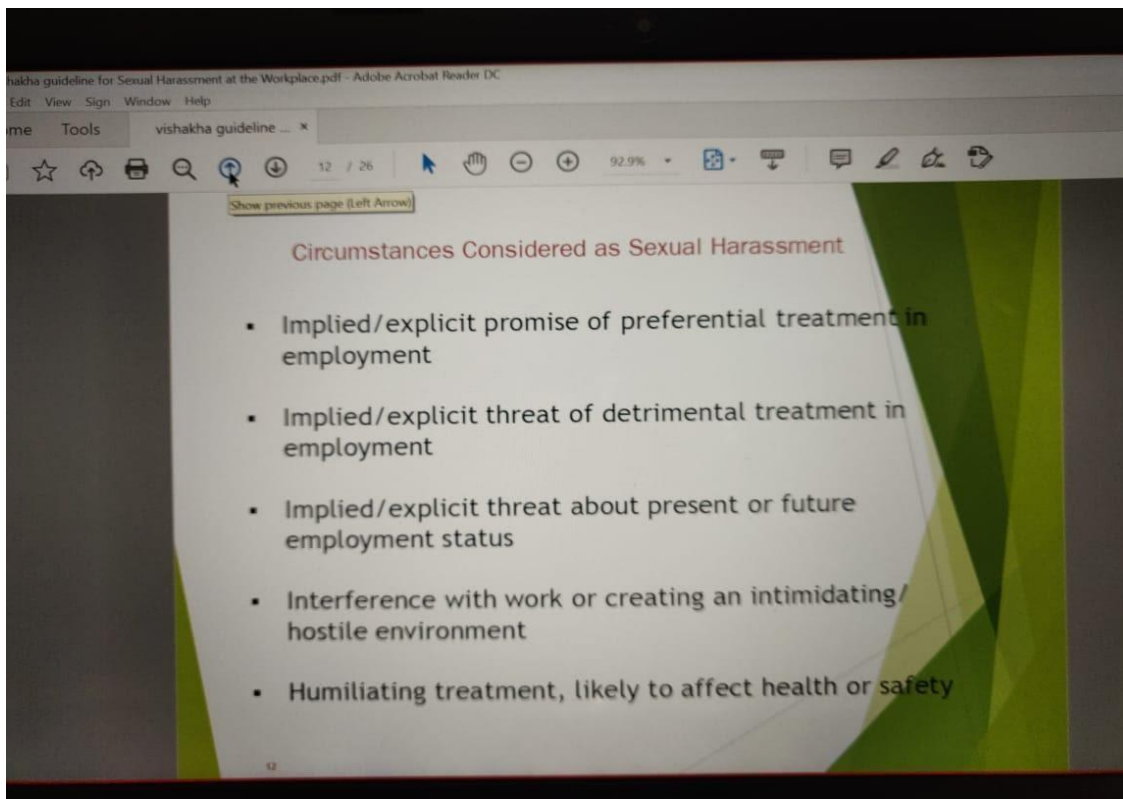 hakha guideline for Sexual Harassment at the Workplace.pdf - Adobe Acrobat Reader DC
Edit View Sign Window Help
me Tools vishakha guideline ... ×
12 / 26 92.9%
Show previous page (Left Arrow)
Circumstances Considered as Sexual Harassment
▪ Implied/explicit promise of preferential treatment in
employment
▪ Implied/explicit threat of detrimental treatment in
employment
▪ Implied/explicit threat about present or future
employment status
▪ Interference with work or creating an intimidating/
hostile environment
▪ Humiliating treatment, likely to affect health or safety
12